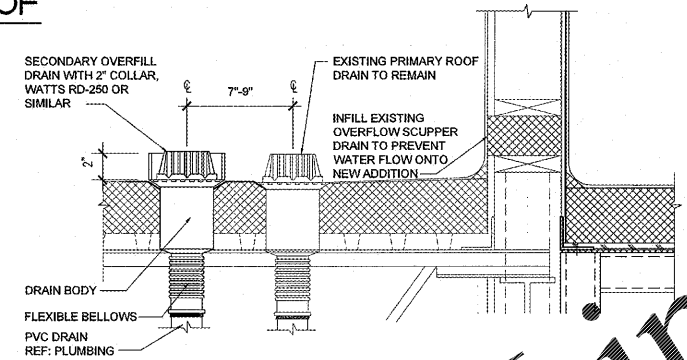 OF
SECONDARY OVERFILL
DRAIN WITH 2" COLLAR,
WATTS RD-250 OR
SIMILAR
℄
7"-9"
℄
EXISTING PRIMARY ROOF
DRAIN TO REMAIN
INFILL EXISTING
OVERFLOW SCUPPER
DRAIN TO PREVENT
WATER FLOW ONTO
NEW ADDITION
2"
DRAIN BODY
FLEXIBLE BELLOWS
PVC DRAIN
REF: PLUMBING